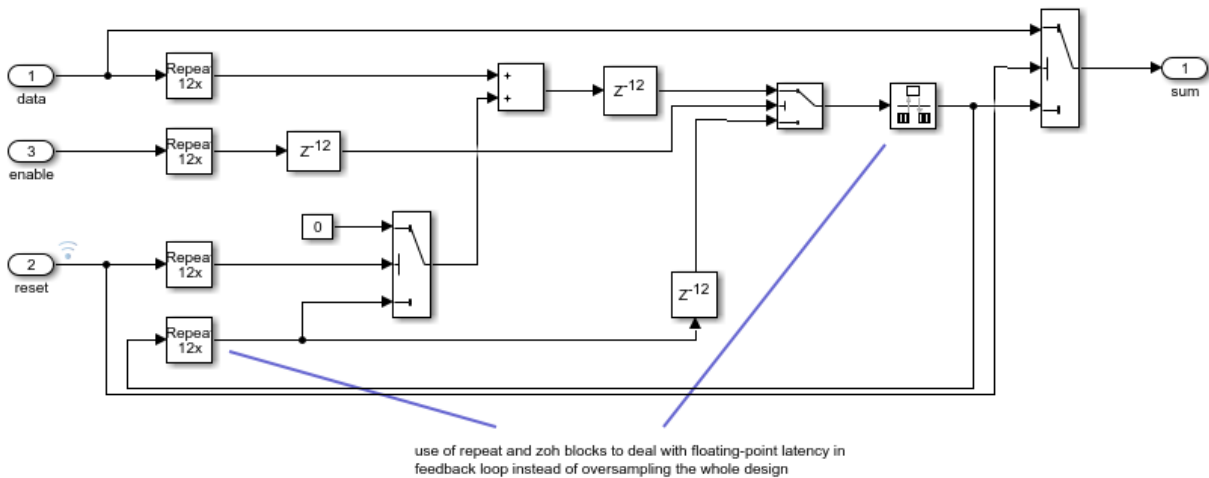 1
data
Repeat
12x
+
+
z-12
3
enable
Repeat
12x
z-12
0
2
reset
Repeat
12x
z-12
Repeat
12x
1
sum
use of repeat and zoh blocks to deal with floating-point latency in
feedback loop instead of oversampling the whole design